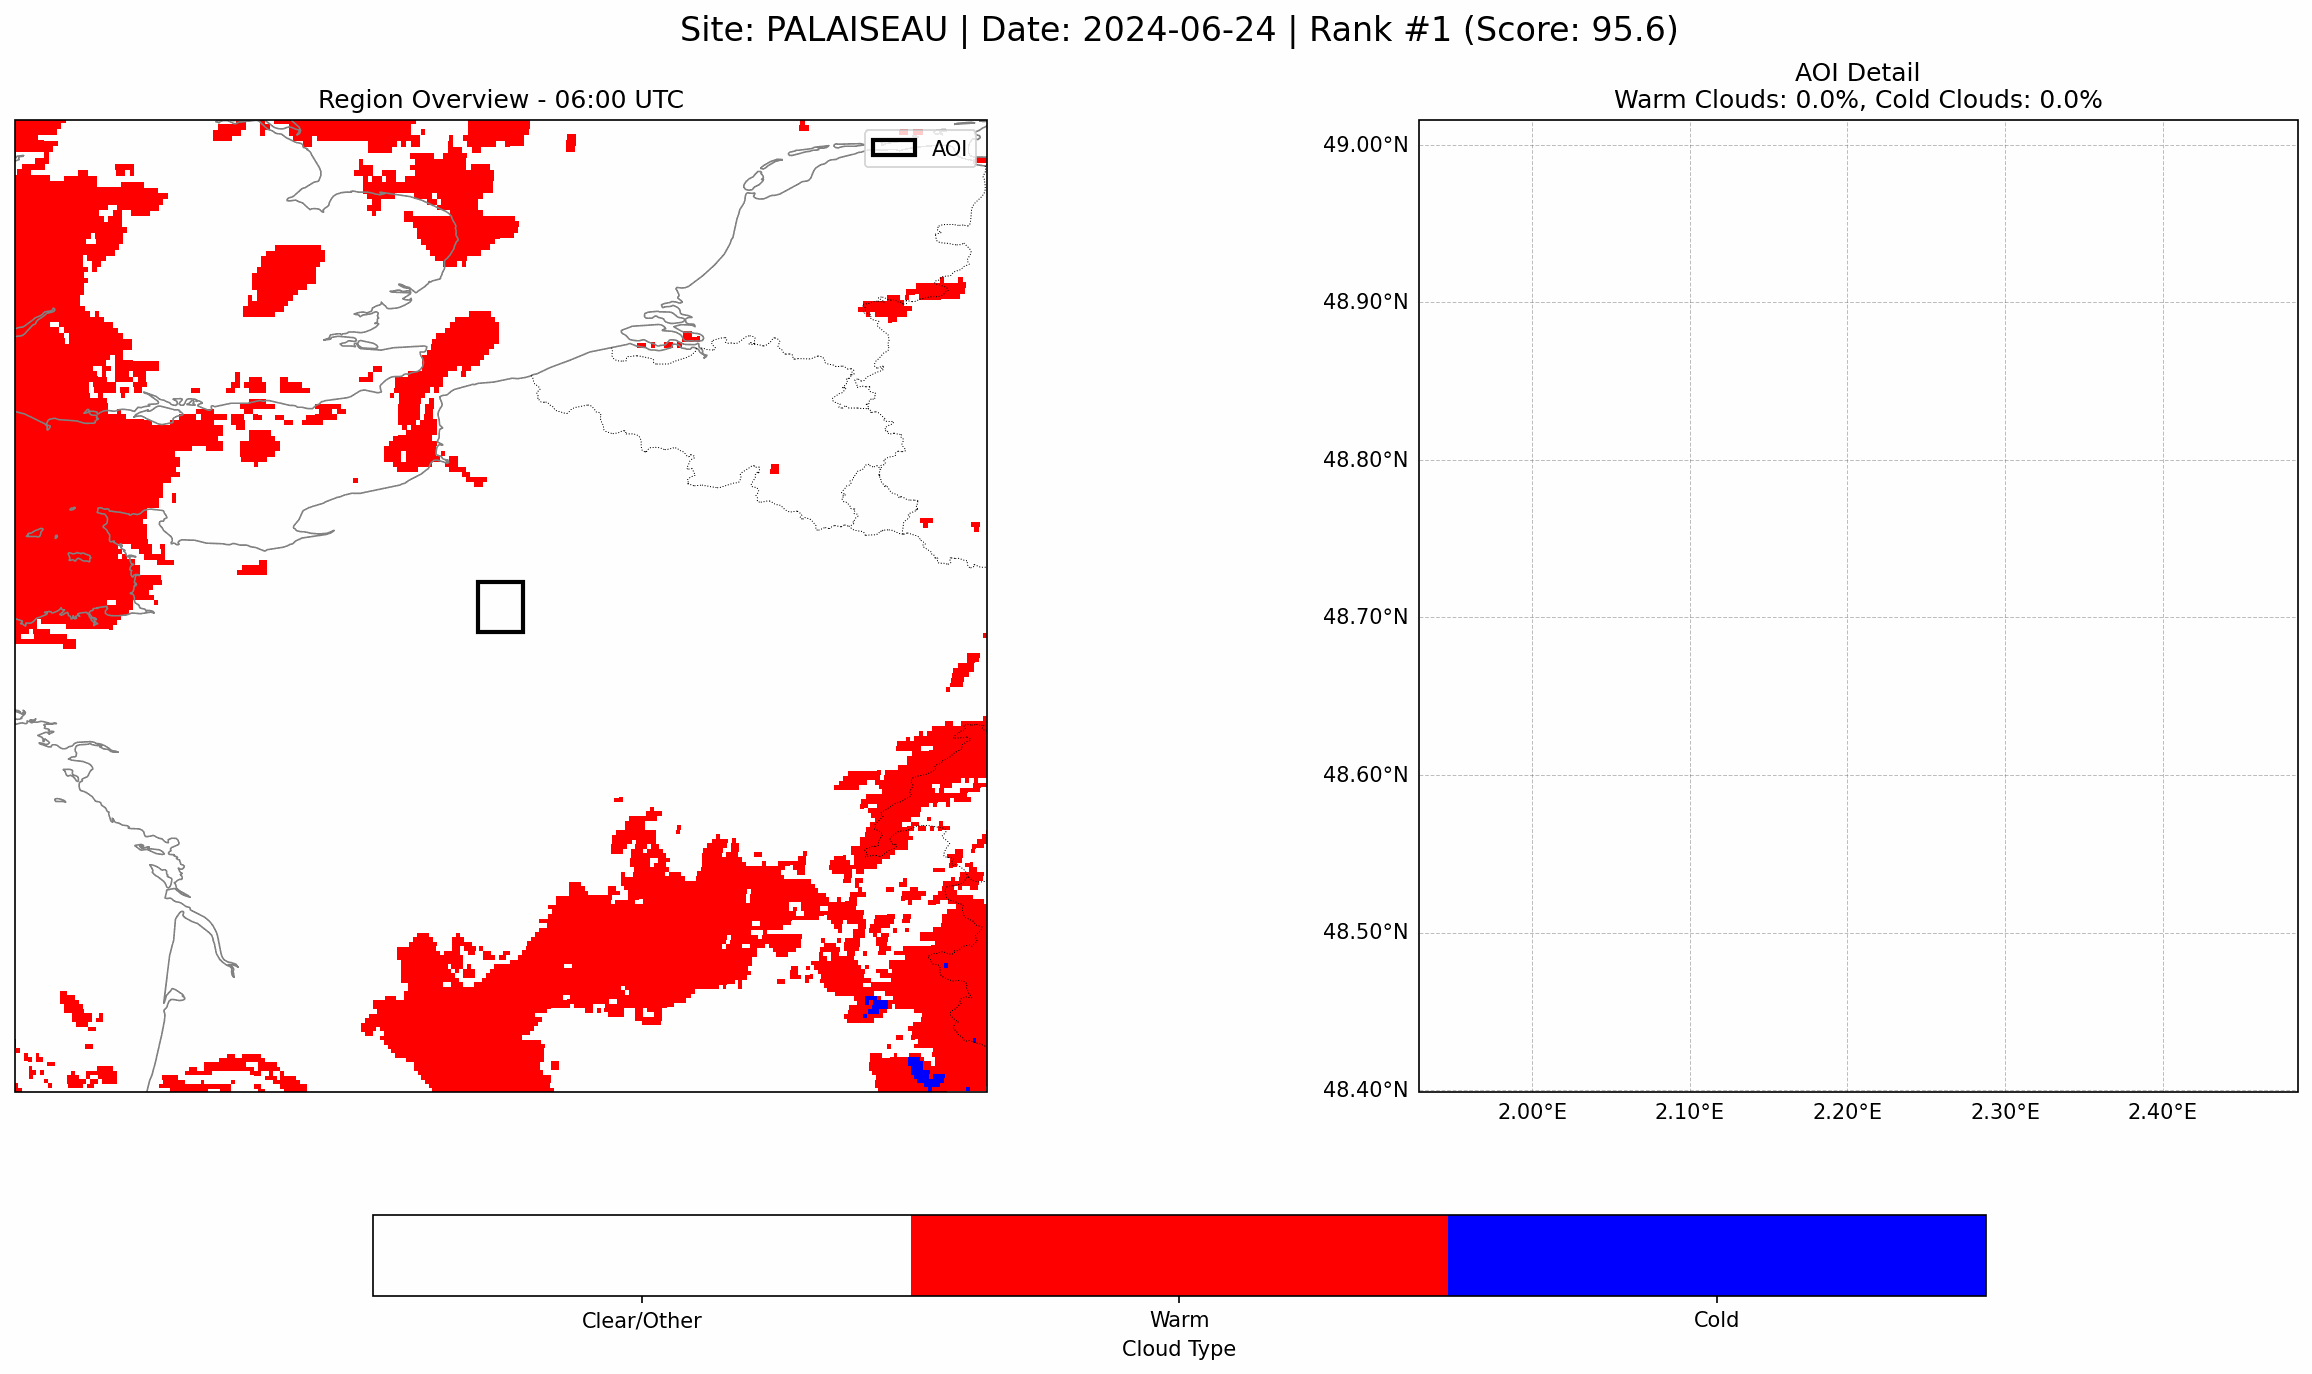 Site: PALAISEAU | Date: 2024-06-24 | Rank #1 (Score: 95.6)
Region Overview - 06:00 UTC
AOI
AOI Detail
Warm Clouds: 0.0%, Cold Clouds: 0.0%
49.00°N
48.90°N
48.80°N
48.70°N
48.60°N
48.50°N
48.40°N
2.00°E 2.10°E 2.20°E 2.30°E 2.40°E
Clear/Other Warm Cold
Cloud Type